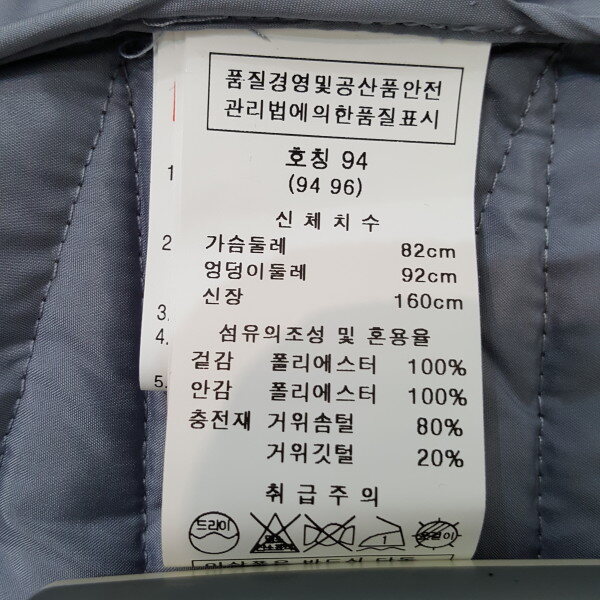 품질경영및공산품안전
관리법에의한품질표시
호칭 94
(94 96)
신체치수
가슴둘레 82cm
엉덩이둘레 92cm
신장 160cm
섬유의조성 및 혼용율
겉감 폴리에스터 100%
안감 폴리에스터 100%
충전재 거위솜털 80%
거위깃털 20%
취급주의
드라이
1
옷걸이
1
2
3.
4.
5.